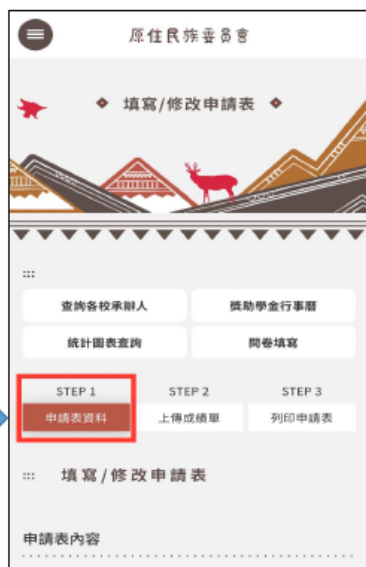 原住民族委員會
填寫/修改申請表
:::
查詢各校承辦人 獎助學金行事曆
統計圖表查詢 問卷填寫
STEP 1 STEP 2 STEP 3
申請表資料 上傳成績單 列印申請表
::: 填寫/修改申請表
申請表內容